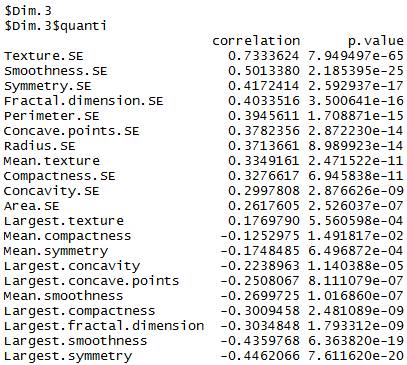 $Dim.3
$Dim.3$quanti
correlation p.value
Texture.SE 0.7333624 7.949497e-65
Smoothness.SE 0.5013380 2.185395e-25
Symmetry.SE 0.4172414 2.592937e-17
Fractal.dimension.SE 0.4033516 3.500641e-16
Perimeter.SE 0.3945611 1.708871e-15
Concave.points.SE 0.3782356 2.872230e-14
Radius.SE 0.3713661 8.989923e-14
Mean.texture 0.3349161 2.471522e-11
Compactness.SE 0.3276617 6.945838e-11
Concavity.SE 0.2997808 2.876626e-09
Area.SE 0.2617605 2.526037e-07
Largest.texture 0.1769790 5.560598e-04
Mean.compactness -0.1252975 1.491817e-02
Mean.symmetry -0.1748485 6.496872e-04
Largest.concavity -0.2238963 1.140388e-05
Largest.concave.points -0.2508067 8.111079e-07
Mean.smoothness -0.2699725 1.016860e-07
Largest.compactness -0.3009458 2.481089e-09
Largest.fractal.dimension -0.3034848 1.793312e-09
Largest.smoothness -0.4359768 6.363820e-19
Largest.symmetry -0.4462066 7.611620e-20